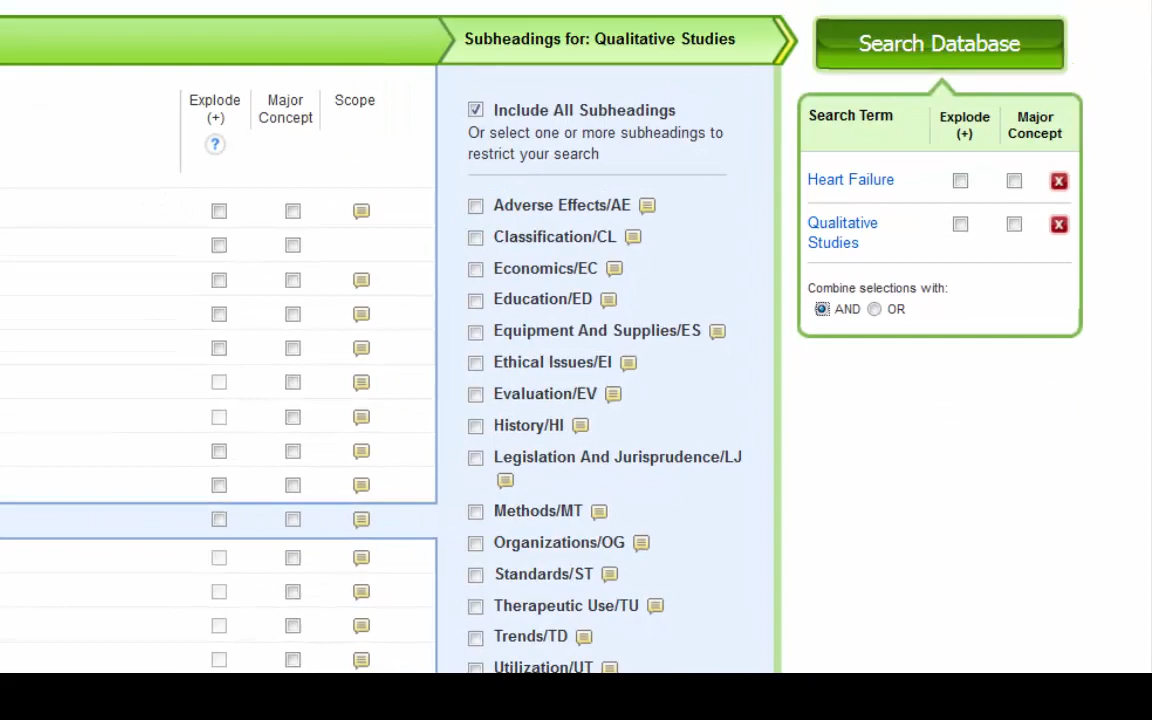 Subheadings for: Qualitative Studies
Search Database
Explode
(+)
?
Major
Concept
Scope
Include All Subheadings
Or select one or more subheadings to
restrict your search
Adverse Effects/AE
Classification/CL
Economics/EC
Education/ED
Equipment And Supplies/ES
Ethical Issues/EI
Evaluation/EV
History/HI
Legislation And Jurisprudence/LJ
Methods/MT
Organizations/OG
Standards/ST
Therapeutic Use/TU
Trends/TD
Utilization/UT
Search Term
Explode
(+)
Major
Concept
Heart Failure
Qualitative
Studies
Combine selections with:
AND OR